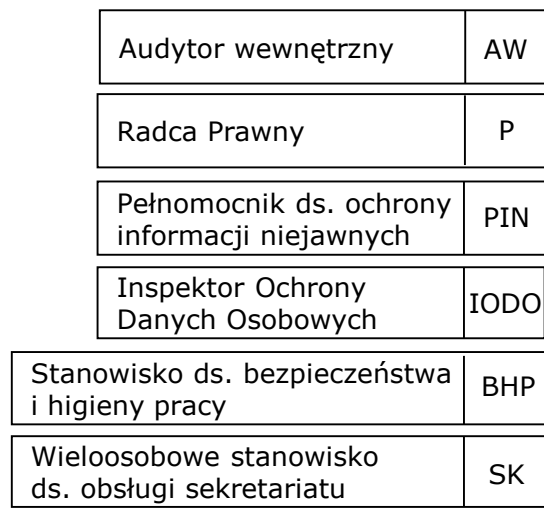 Audytor wewnętrzny AW
Radca Prawny P
Pełnomocnik ds. ochrony
informacji niejawnych PIN
Inspektor Ochrony
Danych Osobowych IODO
Stanowisko ds. bezpieczeństwa
i higieny pracy BHP
Wieloosobowe stanowisko
ds. obsługi sekretariatu SK